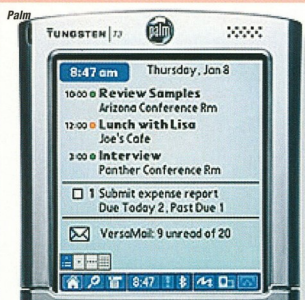 Palm
TUNGSTEN | T3
palm
8:47 am Thursday, Jan 8
10:00 Review Samples
Arizona Conference Rm
12:00 Lunch with Lisa
Joe's Cafe
3:00 Interview
Panther Conference Rm
1 Submit expense report
Due Today 2, Past Due 1
VersaMail: 9 unread of 20
8:47